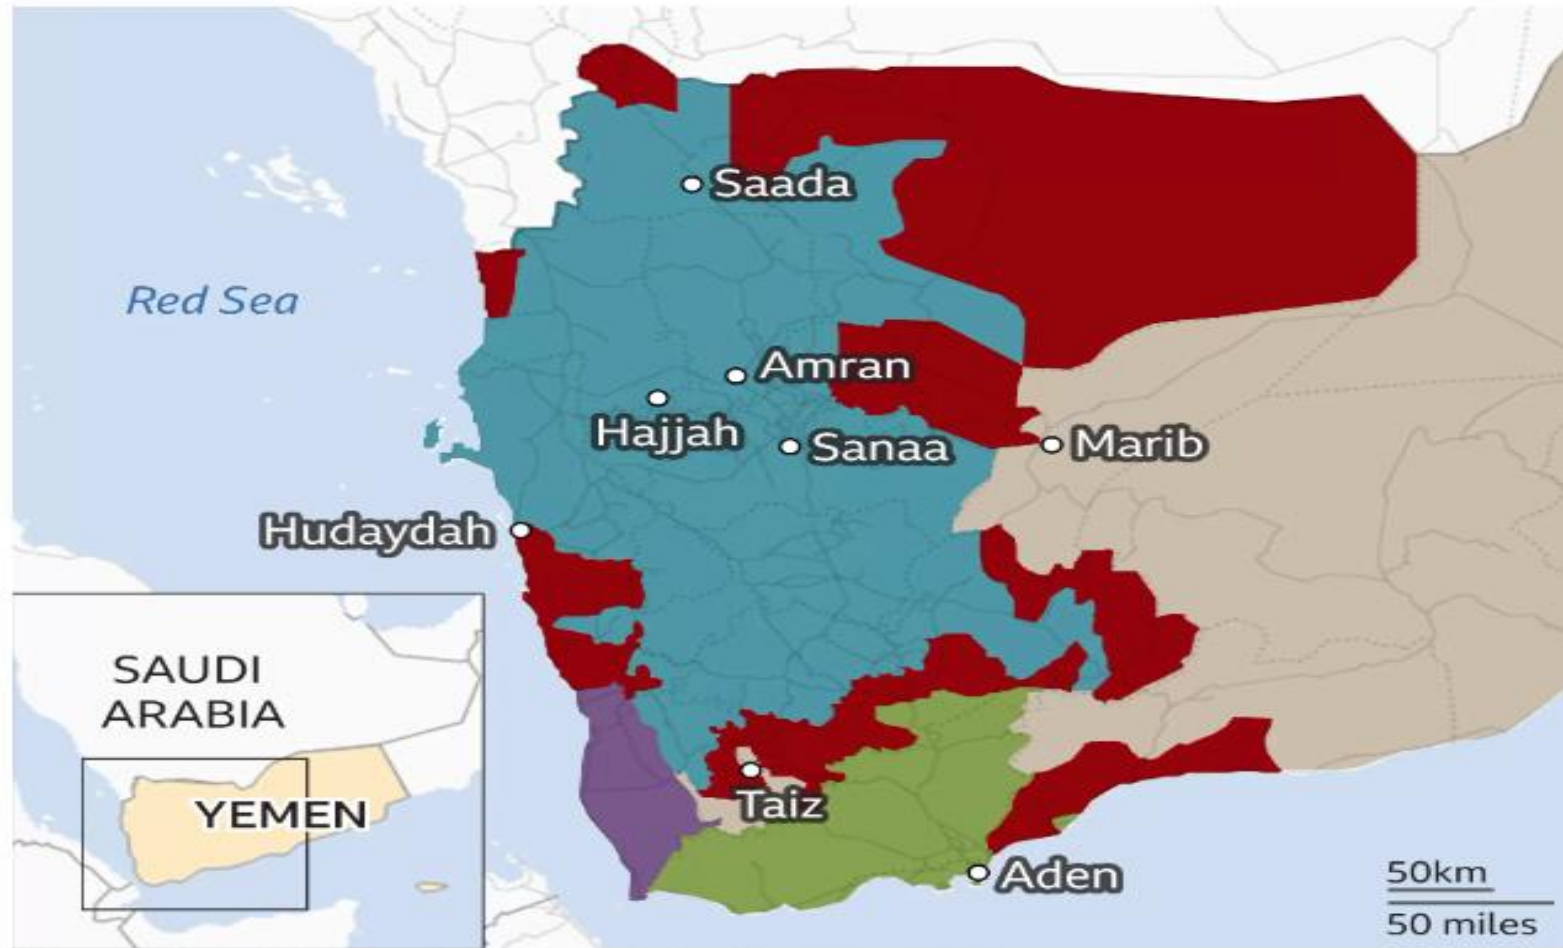 Saada
Red Sea
Amran
Hajjah
Sanaa
Marib
Hudaydah
SAUDI
ARABIA
YEMEN
Taiz
Aden
50km
50 miles